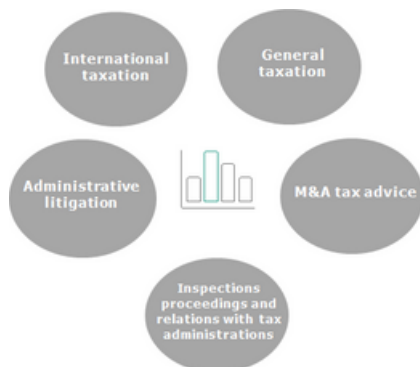 International
taxation
General
taxation
Administrative
litigation
M&A tax advice
Inspections
proceedings and
relations with tax
administrations